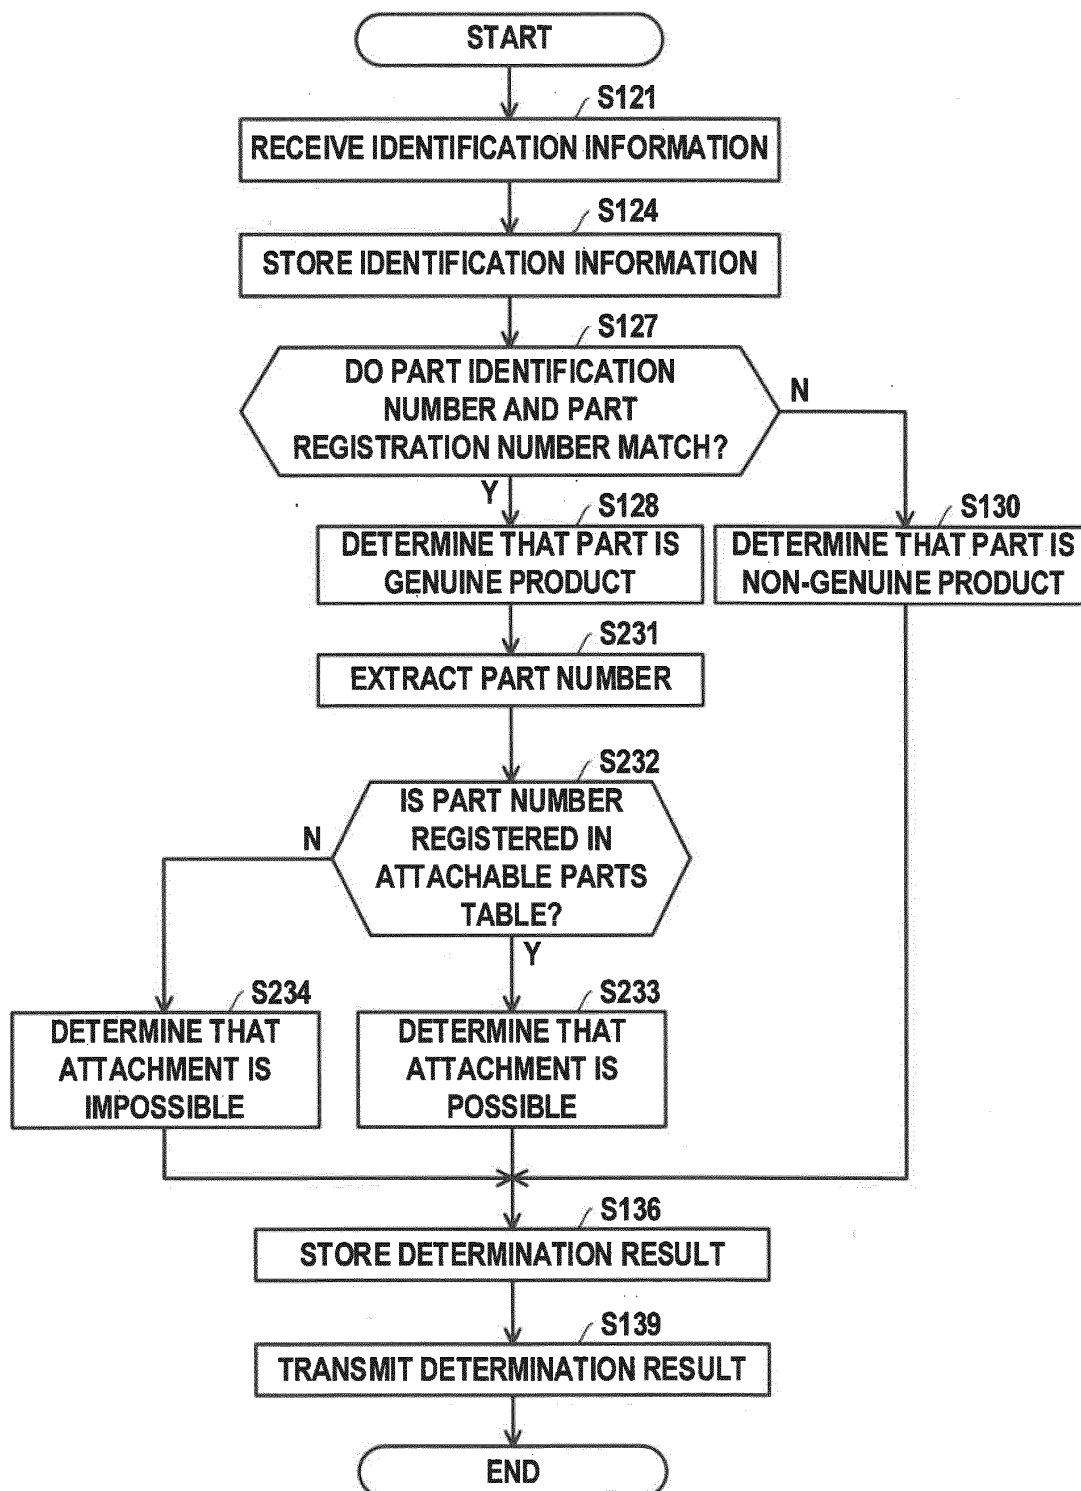 START
S121
RECEIVE IDENTIFICATION INFORMATION
S124
STORE IDENTIFICATION INFORMATION
S127
DO PART IDENTIFICATION
NUMBER AND PART
REGISTRATION NUMBER MATCH?
N
Y
S128
DETERMINE THAT PART IS
GENUINE PRODUCT
S130
DETERMINE THAT PART IS
NON-GENUINE PRODUCT
S231
EXTRACT PART NUMBER
S232
IS PART NUMBER
REGISTERED IN
ATTACHABLE PARTS
TABLE?
N
Y
S234
DETERMINE THAT
ATTACHMENT IS
IMPOSSIBLE
S233
DETERMINE THAT
ATTACHMENT IS
POSSIBLE
S136
STORE DETERMINATION RESULT
S139
TRANSMIT DETERMINATION RESULT
END